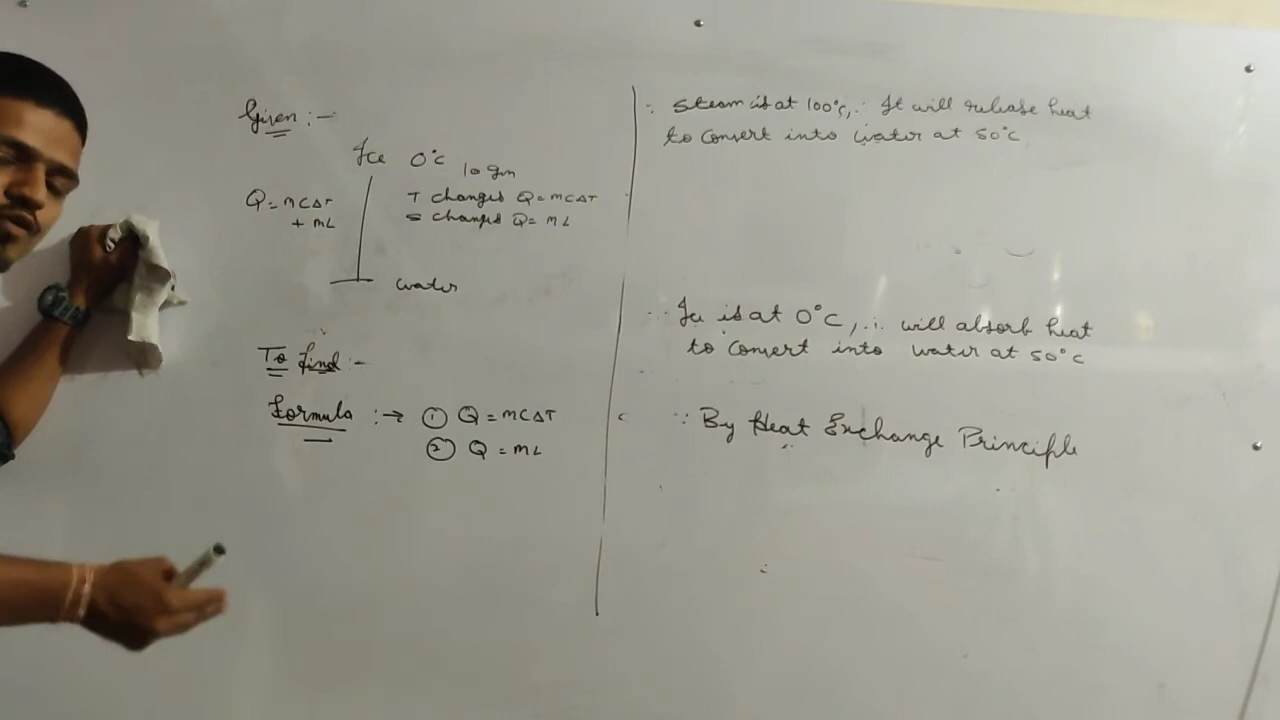 Given :-
Ice 0°C 10 gm
Q = mCΔT T changes Q = mCΔT
+ mL S changes Q = mL
water
To find :-
Formula :→ ① Q = mCΔT
② Q = mL
∵ Steam is at 100°C, ∴ It will release heat
to convert into water at 50°C
∵ Ice is at 0°C, ∴ will absorb heat
to convert into water at 50°C
∵ By Heat Exchange Principle